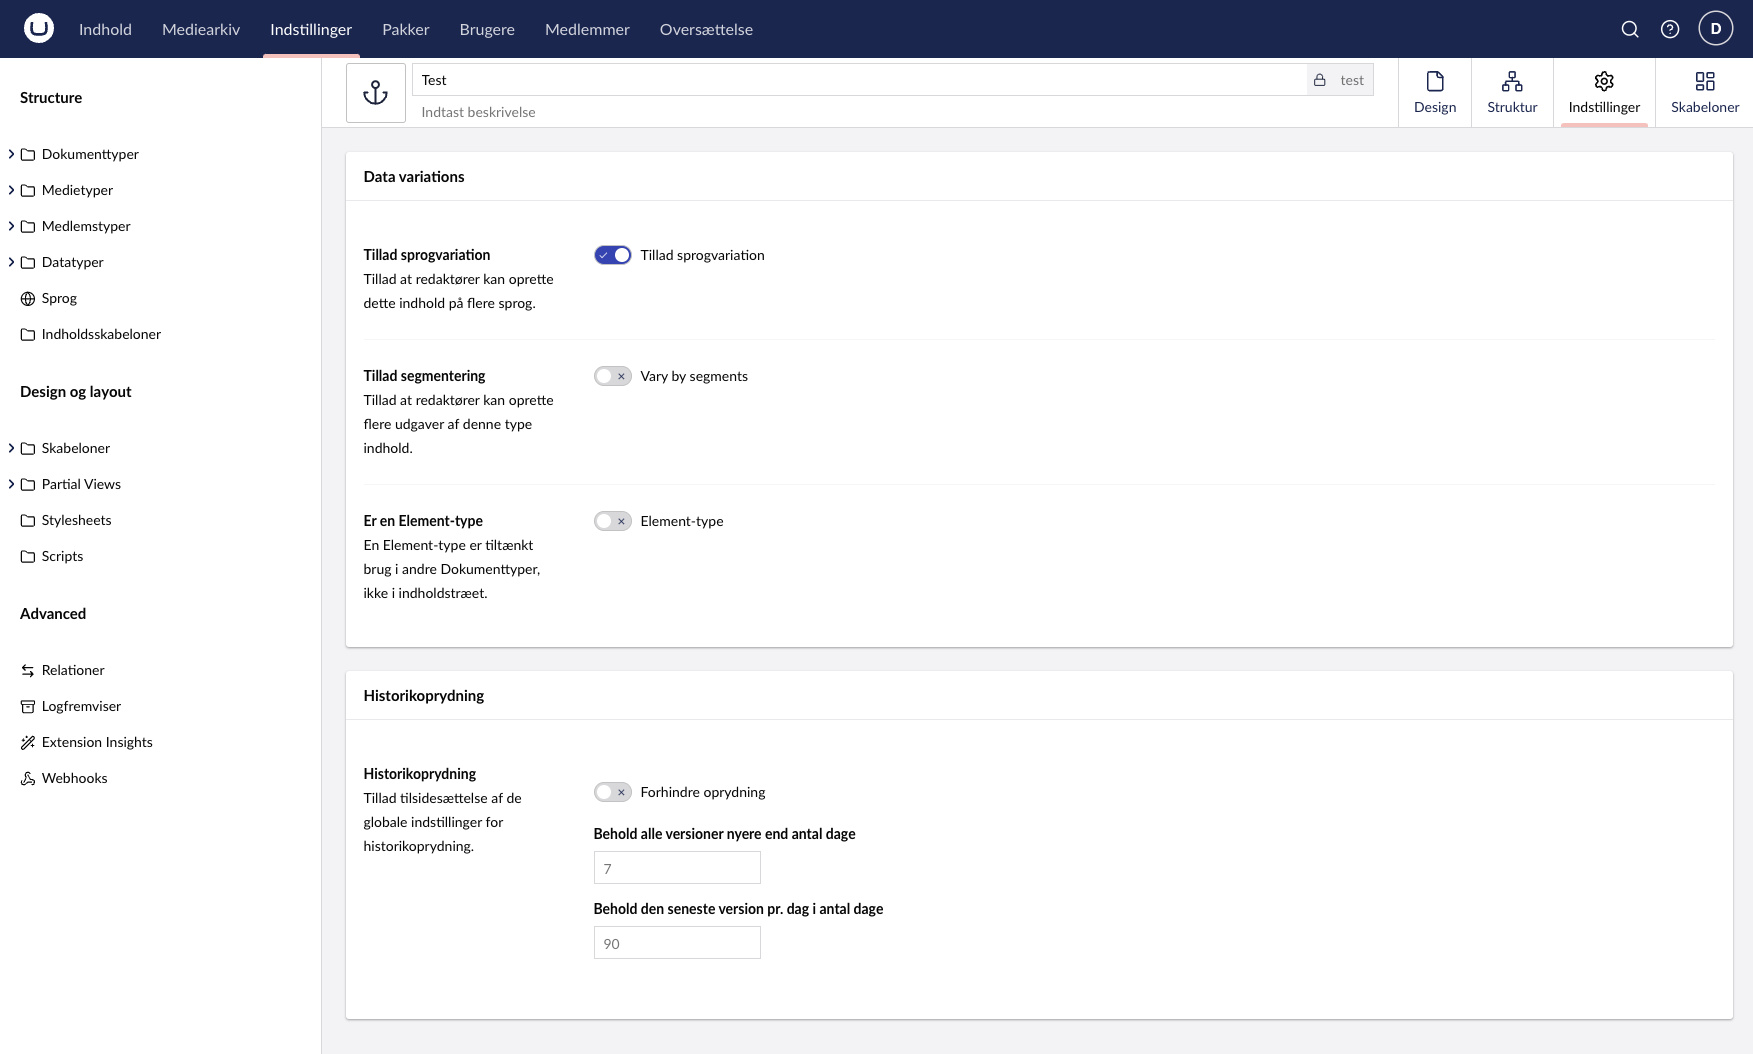 Indhold
Mediearkiv
Indstillinger
Pakker
Brugere
Medlemmer
Oversættelse
D
Structure
Dokumenttyper
Medietyper
Medlemstyper
Datatyper
Sprog
Indholdsskabeloner
Design og layout
Skabeloner
Partial Views
Stylesheets
Scripts
Advanced
Relationer
Logfremviser
Extension Insights
Webhooks
Test
test
Indtast beskrivelse
Design
Struktur
Indstillinger
Skabeloner
Data variations
Tillad sprogvariation
Tillad at redaktører kan oprette
dette indhold på flere sprog.
Tillad sprogvariation
Tillad segmentering
Tillad at redaktører kan oprette
flere udgaver af denne type
indhold.
Vary by segments
Er en Element-type
En Element-type er tiltænkt
brug i andre Dokumenttyper,
ikke i indholdstræet.
Element-type
Historikoprydning
Historikoprydning
Tillad tilsidesættelse af de
globale indstillinger for
historikoprydning.
Forhindre oprydning
Behold alle versioner nyere end antal dage
7
Behold den seneste version pr. dag i antal dage
90